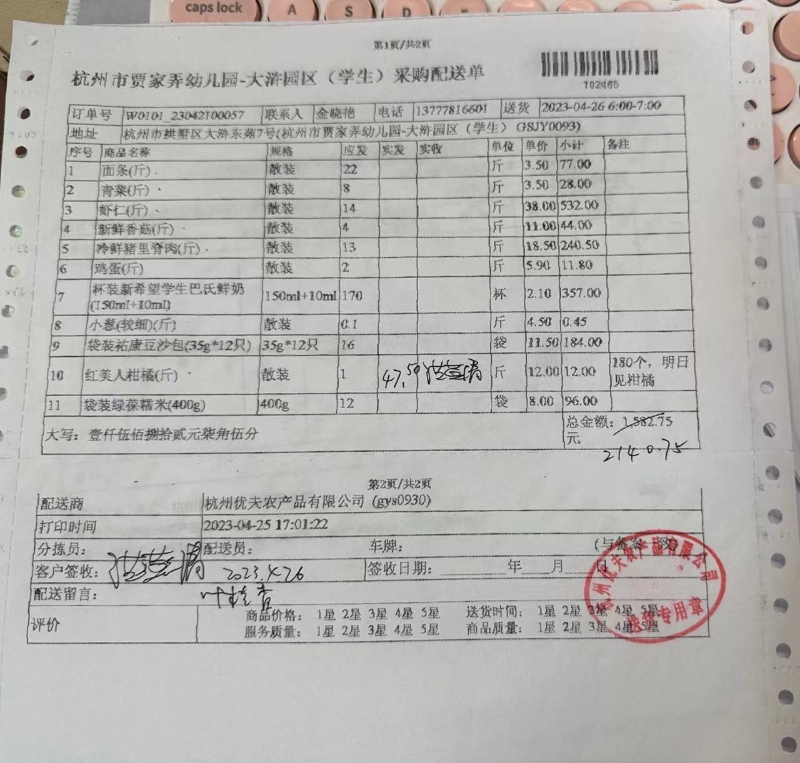 caps lock A S D F
第1页/共2页
杭州市贾家弄幼儿园-大浒园区（学生）采购配送单
702465
订单号 W0101_23042100057 联系人 金晓艳 电话 13777816601 送货 2023-04-26 6:00-7:00
地址 杭州市拱墅区大浒东苑7号(杭州市贾家弄幼儿园-大浒园区（学生）(JSJY0093)
序号 商品名称 规格 应发 实发 实收 单位 单价 小计 备注
1 面条(斤) 散装 22 斤 3.50 77.00
2 青菜(斤) 散装 8 斤 3.50 28.00
3 虾仁(斤) 散装 14 斤 38.00 532.00
4 新鲜香菇(斤) 散装 4 斤 11.00 44.00
5 冷鲜猪里脊肉(斤) 散装 13 斤 18.50 240.50
6 鸡蛋(斤) 散装 2 斤 5.90 11.80
7 杯装新希望学生巴氏鲜奶 150ml+10ml 170 杯 2.10 357.00
(150ml+10ml)
8 小葱(较细)(斤) 散装 0.1 斤 4.50 0.45
9 袋装祐康豆沙包(35g*12只) 35g*12只 16 袋 11.50 184.00
10 红美人柑橘(斤) 散装 1 47.50 斤 12.00 12.00 180个，明日
见柑橘
11 袋装绿葆糯米(400g) 400g 12 袋 8.00 96.00
大写：壹仟伍佰捌拾贰元柒角伍分 总金额：1,582.75
元
2140.75
第2页/共2页
配送商 杭州优夫农产品有限公司 (gys0930)
打印时间 2023-04-25 17:01:22
分拣员： 配送员： 车牌：
客户签收： 2023.4.26 签收日期： 年 月 日
配送留言：
评价 商品价格： 1星 2星 3星 4星 5星 送货时间： 1星 2星 3星 4星 5星
服务质量： 1星 2星 3星 4星 5星 商品质量： 1星 2星 3星 4星 5星
杭州优夫农产品有限公司
送货专用章